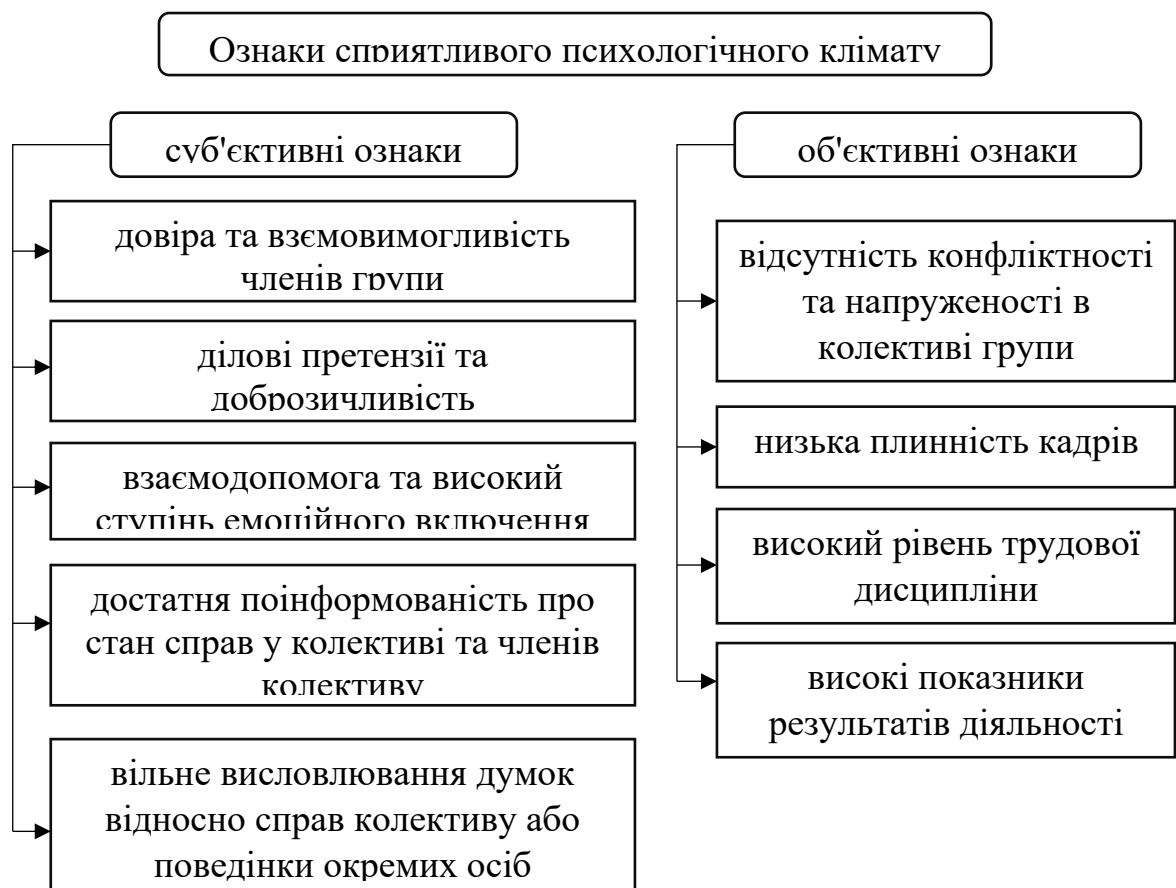 Ознаки сприятливого психологічного клімату
суб'єктивні ознаки
довіра та взємовимогливість
членів групи
ділові претензії та
доброзичливість
взаємодопомога та високий
ступінь емоційного включення
достатня поінформованість про
стан справ у колективі та членів
колективу
вільне висловлювання думок
відносно справ колективу або
поведінки окремих осіб
об'єктивні ознаки
відсутність конфліктності
та напруженості в
колективі групи
низька плинність кадрів
високий рівень трудової
дисципліни
високі показники
результатів діяльності